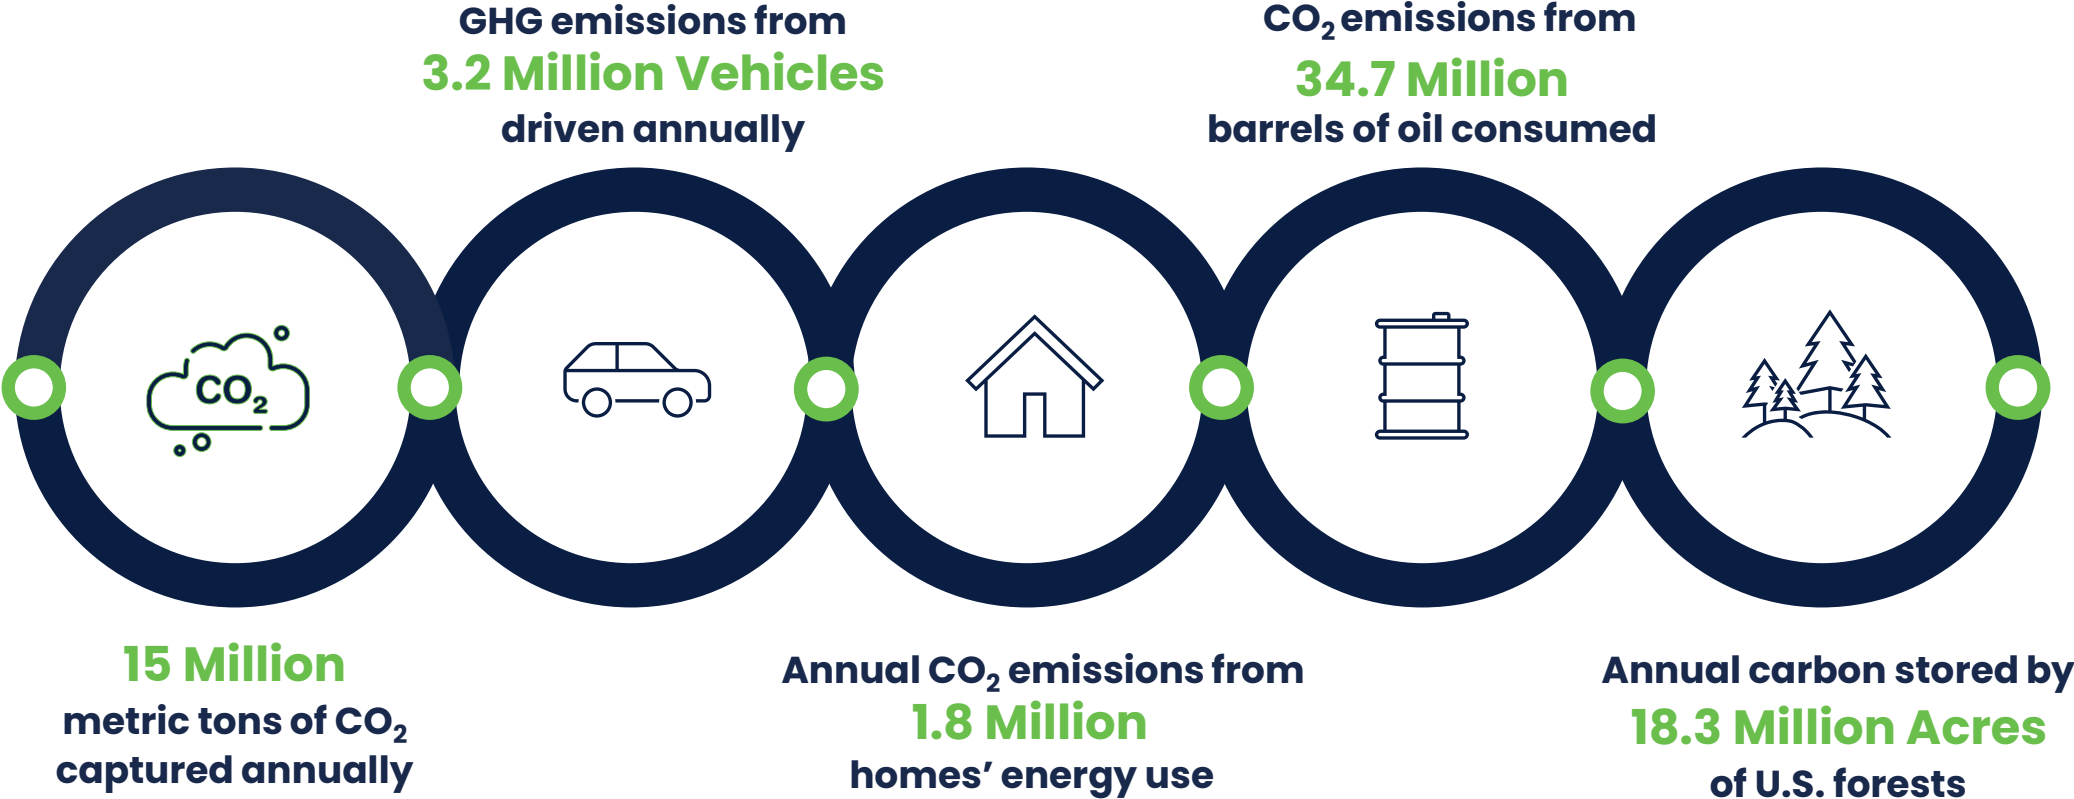 GHG emissions from
3.2 Million Vehicles
driven annually
CO₂ emissions from
34.7 Million
barrels of oil consumed
CO₂
15 Million
metric tons of CO₂
captured annually
Annual CO₂ emissions from
1.8 Million
homes’ energy use
Annual carbon stored by
18.3 Million Acres
of U.S. forests